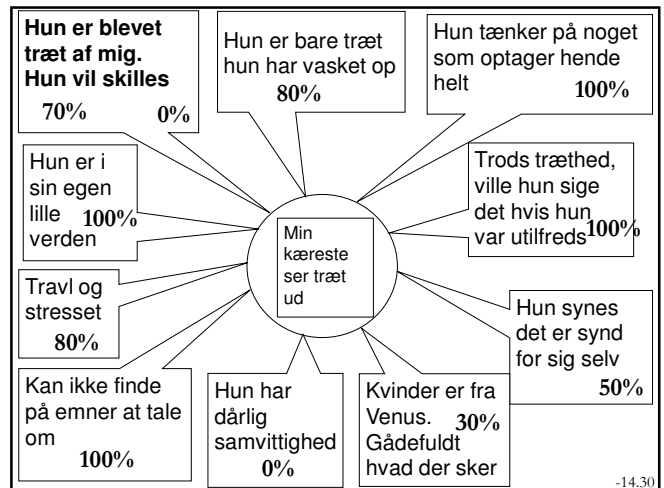 Hun er blevet
træt af mig.
Hun vil skilles
70% 0%
Hun er bare træt
hun har vasket op
80%
Hun tænker på noget
som optager hende
helt
100%
Hun er i
sin egen
lille
100%
verden
Min
kæreste
ser træt
ud
Trods træthed,
ville hun sige
det hvis hun
var utilfreds
100%
Travl og
stresset
80%
Hun synes
det er synd
for sig selv
50%
Kan ikke finde
på emner at tale
om
100%
Hun har
dårlig
samvittighed
0%
Kvinder er fra
Venus. 30%
Gådefuldt
hvad der sker
-14.30